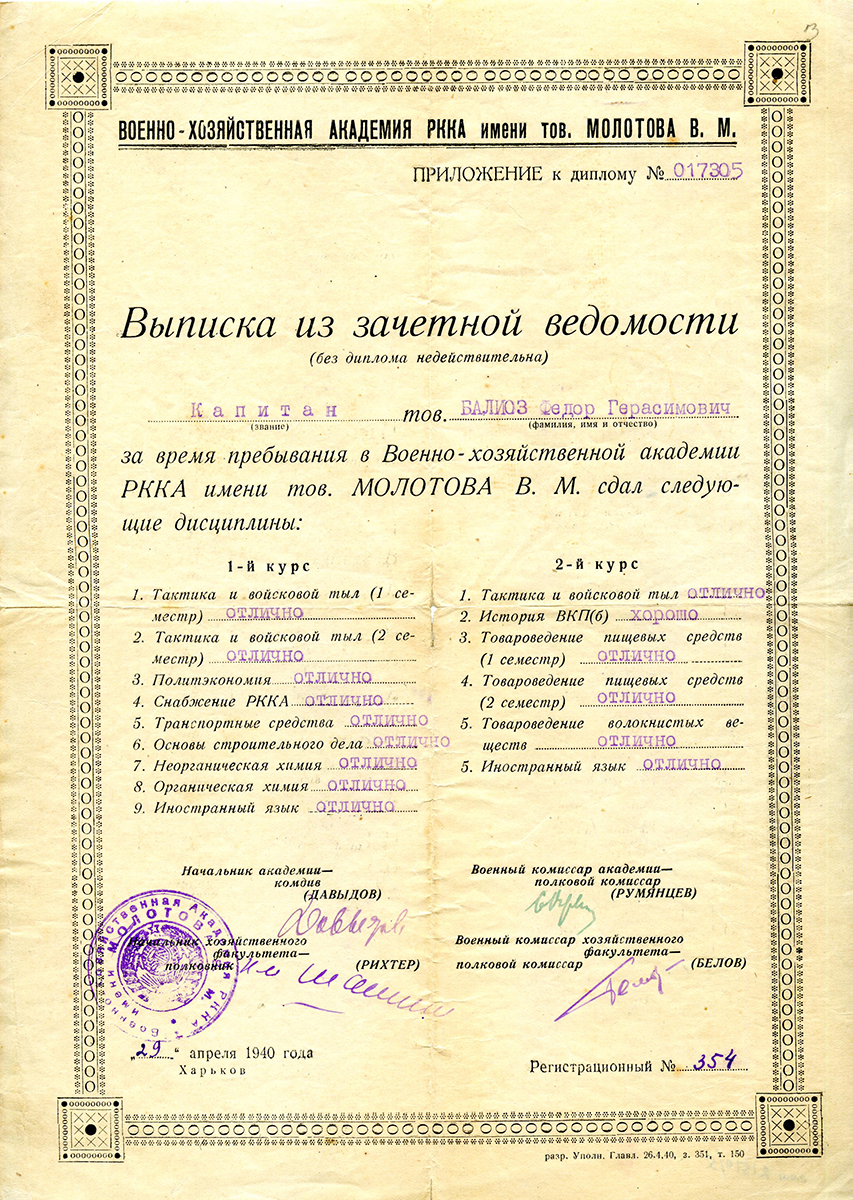 ВОЕННО-ХОЗЯЙСТВЕННАЯ АКАДЕМИЯ РККА имени тов. МОЛОТОВА В. М.
ПРИЛОЖЕНИЕ к диплому № 017305
Выписка из зачетной ведомости
(без диплома недействительна)
Капитан тов. БАЛИОЗ Федор Герасимович
(звание) (фамилия, имя и отчество)
за время пребывания в Военно-хозяйственной академии
РККА имени тов. МОЛОТОВА В. М. сдал следую-
щие дисциплины:
1-й курс
1. Тактика и войсковой тыл (1 се-
местр) отлично
2. Тактика и войсковой тыл (2 се-
местр) отлично
3. Политэкономия отлично
4. Снабжение РККА отлично
5. Транспортные средства отлично
6. Основы строительного дела отлично
7. Неорганическая химия отлично
8. Органическая химия отлично
9. Иностранный язык отлично
2-й курс
1. Тактика и войсковой тыл отлично
2. История ВКП(б) хорошо
3. Товароведение пищевых средств
(1 семестр) отлично
4. Товароведение пищевых средств
(2 семестр) отлично
5. Товароведение волокнистых ве-
ществ отлично
5. Иностранный язык отлично
Начальник академии—
комдив
(ДАВЫДОВ)
Давыдов
Начальник хозяйственного
факультета—
полковник (РИХТЕР)
Военный комиссар академии—
полковой комиссар
(РУМЯНЦЕВ)
Военный комиссар хозяйственного
факультета—
полковой комиссар (БЕЛОВ)
Военно-хозяйственная Академия РККА
имени МОЛОТОВА В. М.
„29“ апреля 1940 года
Харьков
Регистрационный № 354
разр. Уполн. Главл. 26.4.40, з. 351, т. 150